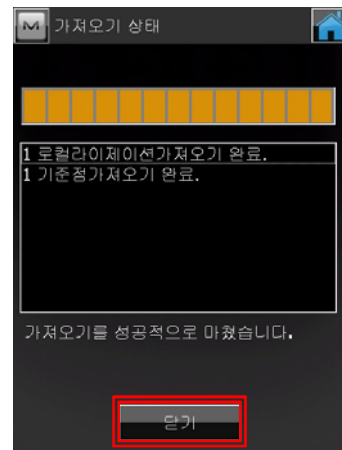 M 가져오기 상태
1 로컬라이제이션가져오기 완료.
1 기준점가져오기 완료.
가져오기를 성공적으로 마쳤습니다.
닫기